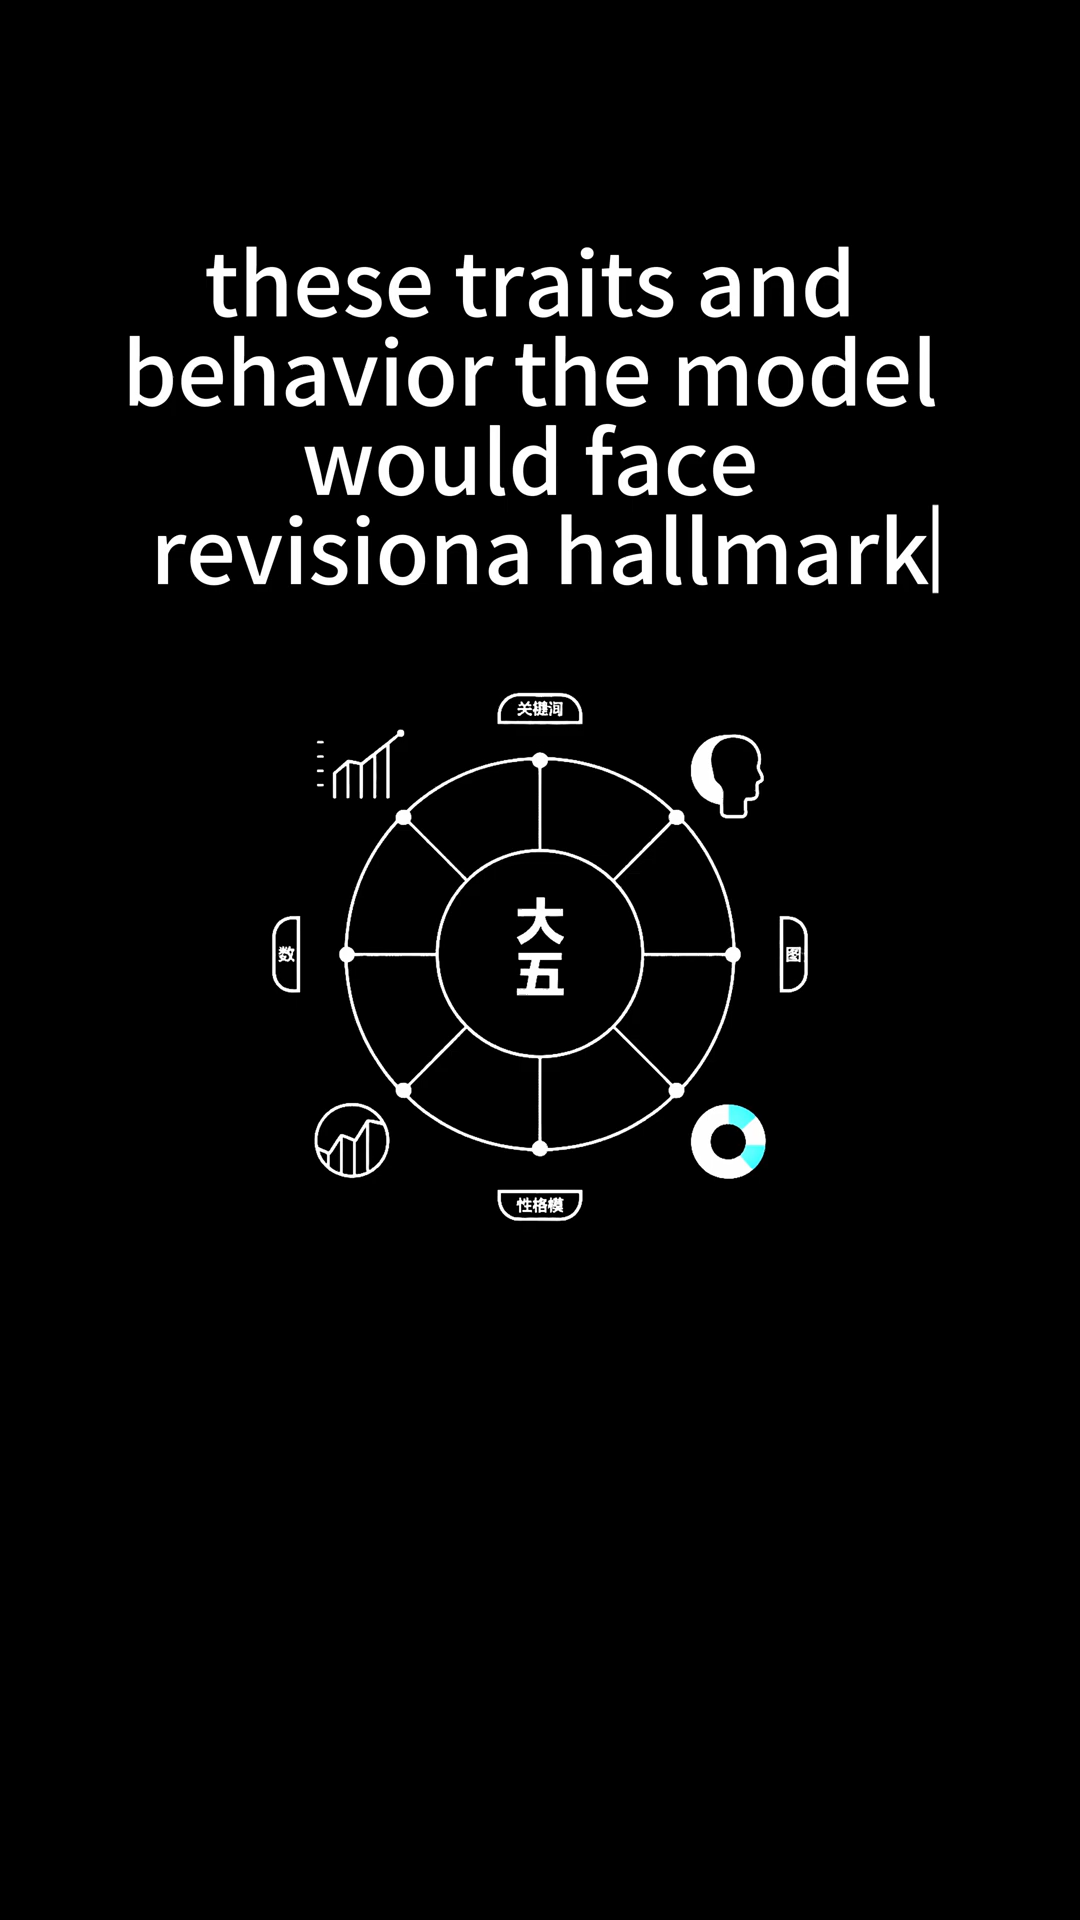 these traits and
behavior the model
would face
revisiona hallmark
关键词
数
大
五
图
性格模